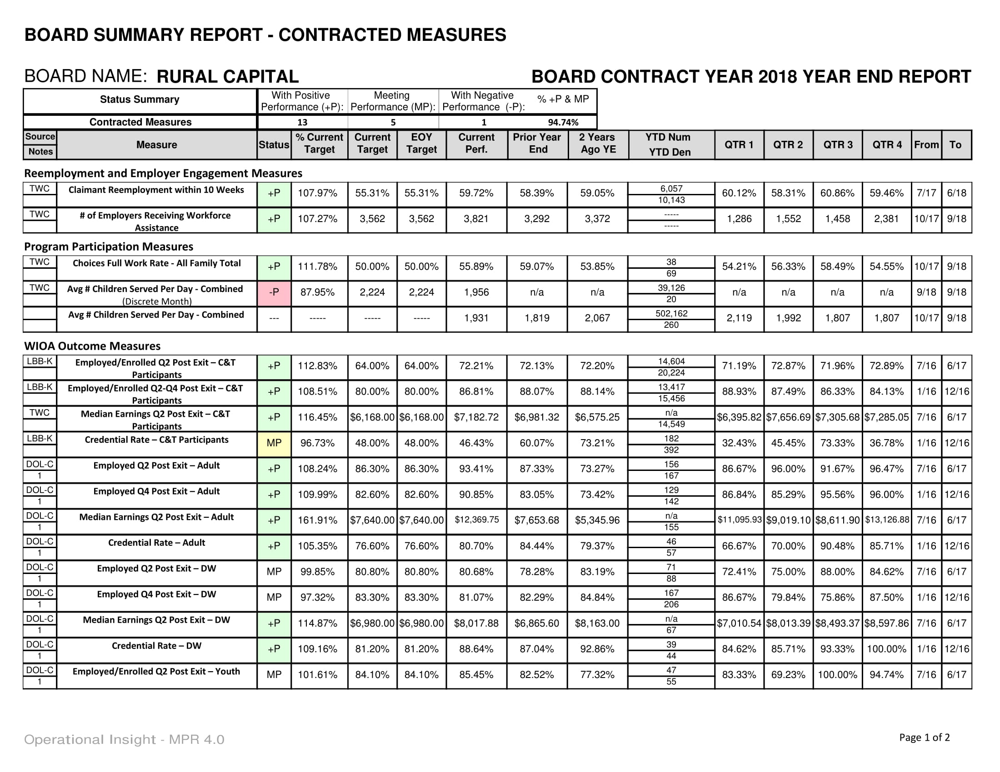 BOARD SUMMARY REPORT - CONTRACTED MEASURES
BOARD NAME: RURAL CAPITAL BOARD CONTRACT YEAR 2018 YEAR END REPORT
Status Summary With Positive Performance (+P): Meeting Performance (MP): With Negative Performance (-P): % +P & MP
Contracted Measures 13 5 1 94.74%
Source Notes Measure Status % Current Target Current Target EOY Target Current Perf. Prior Year End 2 Years Ago YE YTD Num YTD Den QTR 1 QTR 2 QTR 3 QTR 4 From To
Reemployment and Employer Engagement Measures
TWC Claimant Reemployment within 10 Weeks +P 107.97% 55.31% 55.31% 59.72% 58.39% 59.05% 6,057 10,143 60.12% 58.31% 60.86% 59.46% 7/17 6/18
TWC # of Employers Receiving Workforce Assistance +P 107.27% 3,562 3,562 3,821 3,292 3,372 ----- ----- 1,286 1,552 1,458 2,381 10/17 9/18
Program Participation Measures
TWC Choices Full Work Rate - All Family Total +P 111.78% 50.00% 50.00% 55.89% 59.07% 53.85% 38 69 54.21% 56.33% 58.49% 54.55% 10/17 9/18
TWC Avg # Children Served Per Day - Combined (Discrete Month) -P 87.95% 2,224 2,224 1,956 n/a n/a 39,126 20 n/a n/a n/a n/a 9/18 9/18
Avg # Children Served Per Day - Combined --- ----- ----- ----- 1,931 1,819 2,067 502,162 260 2,119 1,992 1,807 1,807 10/17 9/18
WIOA Outcome Measures
LBB-K Employed/Enrolled Q2 Post Exit – C&T Participants +P 112.83% 64.00% 64.00% 72.21% 72.13% 72.20% 14,604 20,224 71.19% 72.87% 71.96% 72.89% 7/16 6/17
LBB-K Employed/Enrolled Q2-Q4 Post Exit – C&T Participants +P 108.51% 80.00% 80.00% 86.81% 88.07% 88.14% 13,417 15,456 88.93% 87.49% 86.33% 84.13% 1/16 12/16
TWC Median Earnings Q2 Post Exit – C&T Participants +P 116.45% $6,168.00 $6,168.00 $7,182.72 $6,981.32 $6,575.25 n/a 14,549 $6,395.82 $7,656.69 $7,305.68 $7,285.05 7/16 6/17
LBB-K Credential Rate – C&T Participants MP 96.73% 48.00% 48.00% 46.43% 60.07% 73.21% 182 392 32.43% 45.45% 73.33% 36.78% 1/16 12/16
DOL-C 1 Employed Q2 Post Exit – Adult +P 108.24% 86.30% 86.30% 93.41% 87.33% 73.27% 156 167 86.67% 96.00% 91.67% 96.47% 7/16 6/17
DOL-C 1 Employed Q4 Post Exit – Adult +P 109.99% 82.60% 82.60% 90.85% 83.05% 73.42% 129 142 86.84% 85.29% 95.56% 96.00% 1/16 12/16
DOL-C 1 Median Earnings Q2 Post Exit – Adult +P 161.91% $7,640.00 $7,640.00 $12,369.75 $7,653.68 $5,345.96 n/a 155 $11,095.93 $9,019.10 $8,611.90 $13,126.88 7/16 6/17
DOL-C 1 Credential Rate – Adult +P 105.35% 76.60% 76.60% 80.70% 84.44% 79.37% 46 57 66.67% 70.00% 90.48% 85.71% 1/16 12/16
DOL-C 1 Employed Q2 Post Exit – DW MP 99.85% 80.80% 80.80% 80.68% 78.28% 83.19% 71 88 72.41% 75.00% 88.00% 84.62% 7/16 6/17
DOL-C 1 Employed Q4 Post Exit – DW MP 97.32% 83.30% 83.30% 81.07% 82.29% 84.84% 167 206 86.67% 79.84% 75.86% 87.50% 1/16 12/16
DOL-C 1 Median Earnings Q2 Post Exit – DW +P 114.87% $6,980.00 $6,980.00 $8,017.88 $6,865.60 $8,163.00 n/a 67 $7,010.54 $8,013.39 $8,493.37 $8,597.86 7/16 6/17
DOL-C 1 Credential Rate – DW +P 109.16% 81.20% 81.20% 88.64% 87.04% 92.86% 39 44 84.62% 85.71% 93.33% 100.00% 1/16 12/16
DOL-C 1 Employed/Enrolled Q2 Post Exit – Youth MP 101.61% 84.10% 84.10% 85.45% 82.52% 77.32% 47 55 83.33% 69.23% 100.00% 94.74% 7/16 6/17
Operational Insight - MPR 4.0 Page 1 of 2